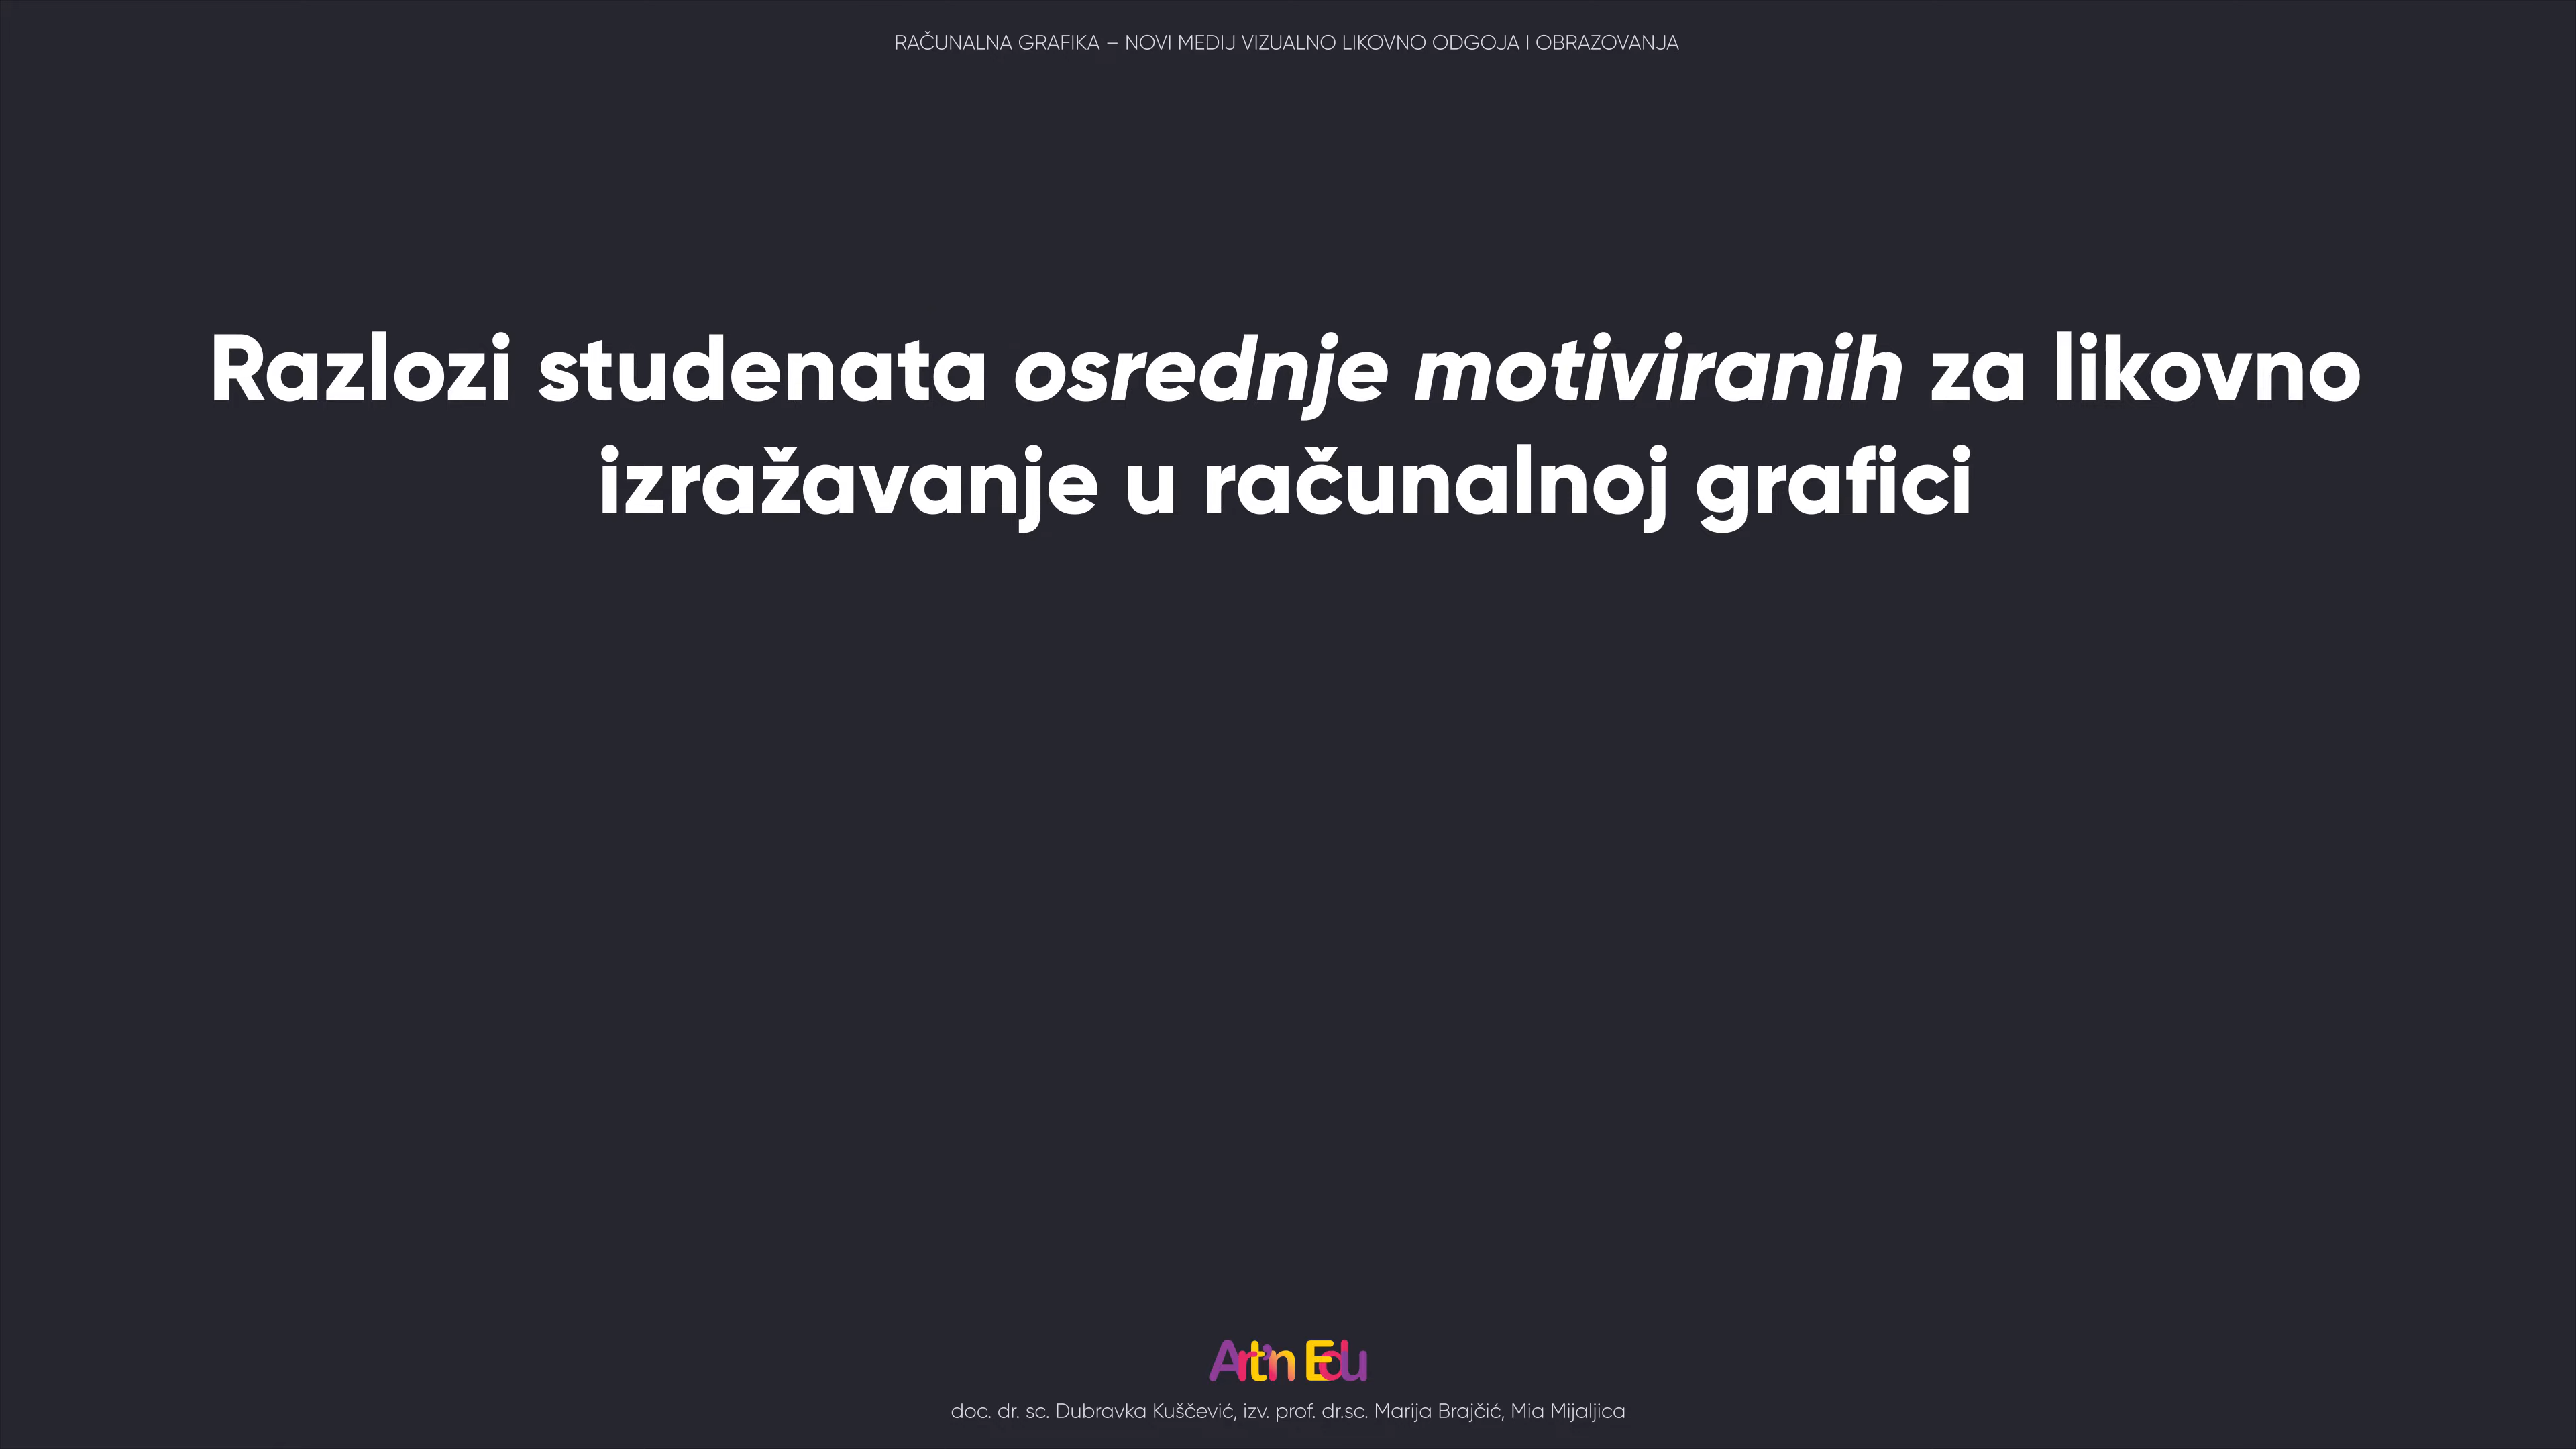 RAČUNALNA GRAFIKA – NOVI MEDIJ VIZUALNO LIKOVNO ODGOJA I OBRAZOVANJA
Razlozi studenata osrednje motiviranih za likovno
izražavanje u računalnoj grafici
Art'n Edu
doc. dr. sc. Dubravka Kuščević, izv. prof. dr.sc. Marija Brajčić, Mia Mijaljica